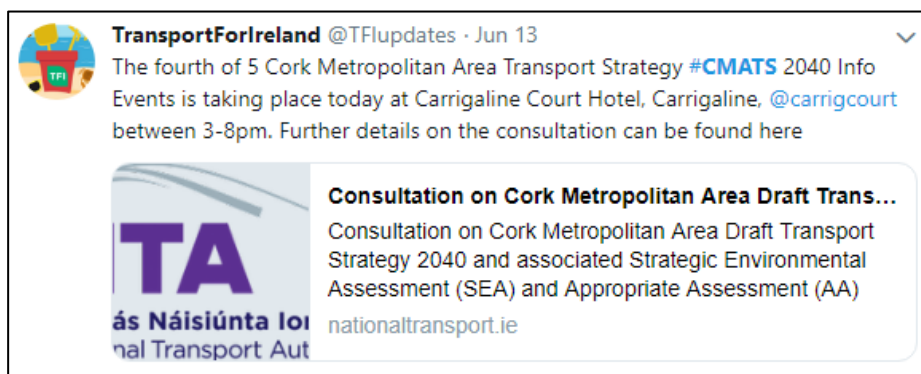 TransportForIreland @TFIupdates · Jun 13
TFI
The fourth of 5 Cork Metropolitan Area Transport Strategy #CMATS 2040 Info
Events is taking place today at Carrigaline Court Hotel, Carrigaline, @carrigcourt
between 3-8pm. Further details on the consultation can be found here
TA
ás Náisiúnta Ior
nal Transport Aut
Consultation on Cork Metropolitan Area Draft Trans...
Consultation on Cork Metropolitan Area Draft Transport
Strategy 2040 and associated Strategic Environmental
Assessment (SEA) and Appropriate Assessment (AA)
nationaltransport.ie